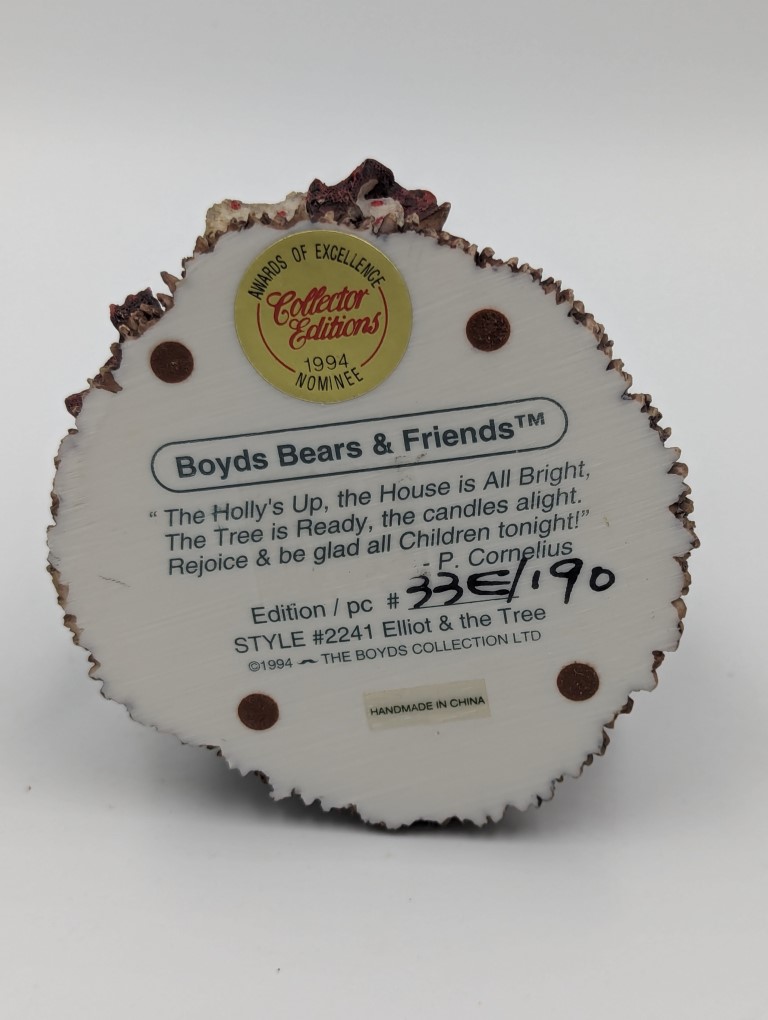 AWARDS OF EXCELLENCE
Collector
Editions
1994
NOMINEE
Boyds Bears & Friends™
“ The Holly's Up, the House is All Bright,
The Tree is Ready, the candles alight.
Rejoice & be glad all Children tonight!”
- P. Cornelius
Edition / pc # 33E/190
STYLE #2241 Elliot & the Tree
©1994 THE BOYDS COLLECTION LTD
HANDMADE IN CHINA